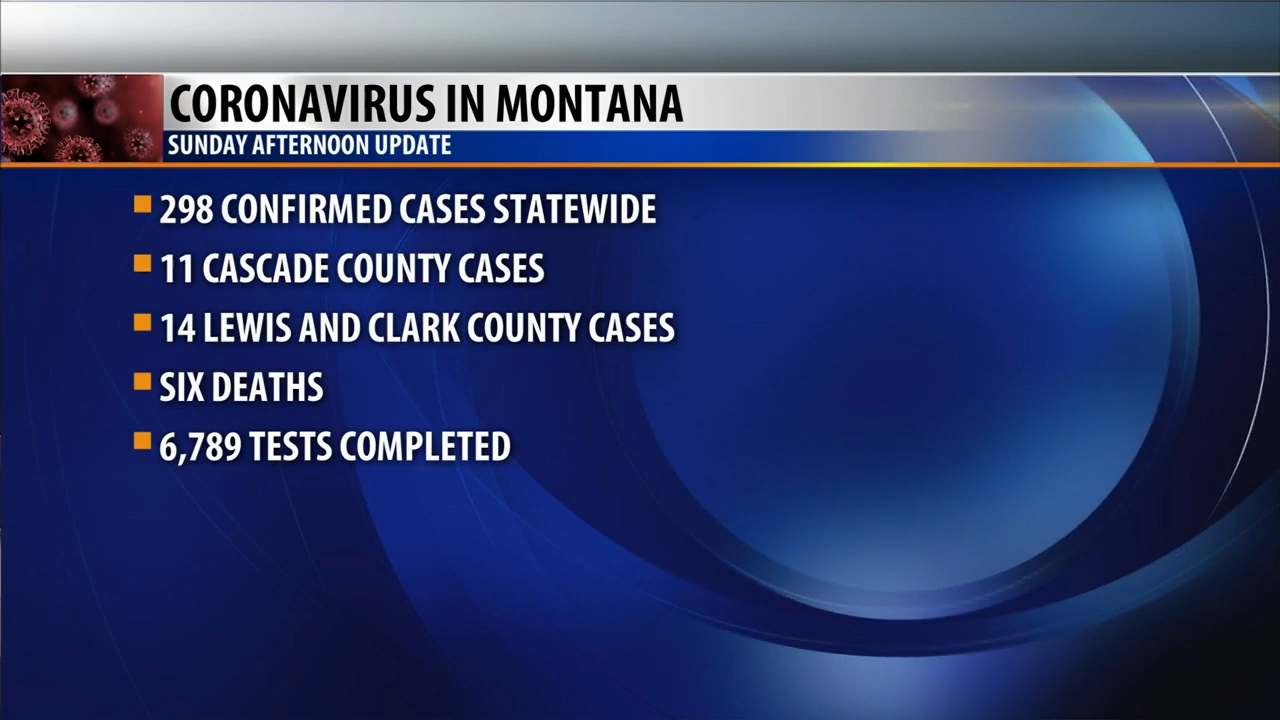 CORONAVIRUS IN MONTANA
SUNDAY AFTERNOON UPDATE
298 CONFIRMED CASES STATEWIDE
11 CASCADE COUNTY CASES
14 LEWIS AND CLARK COUNTY CASES
SIX DEATHS
6,789 TESTS COMPLETED